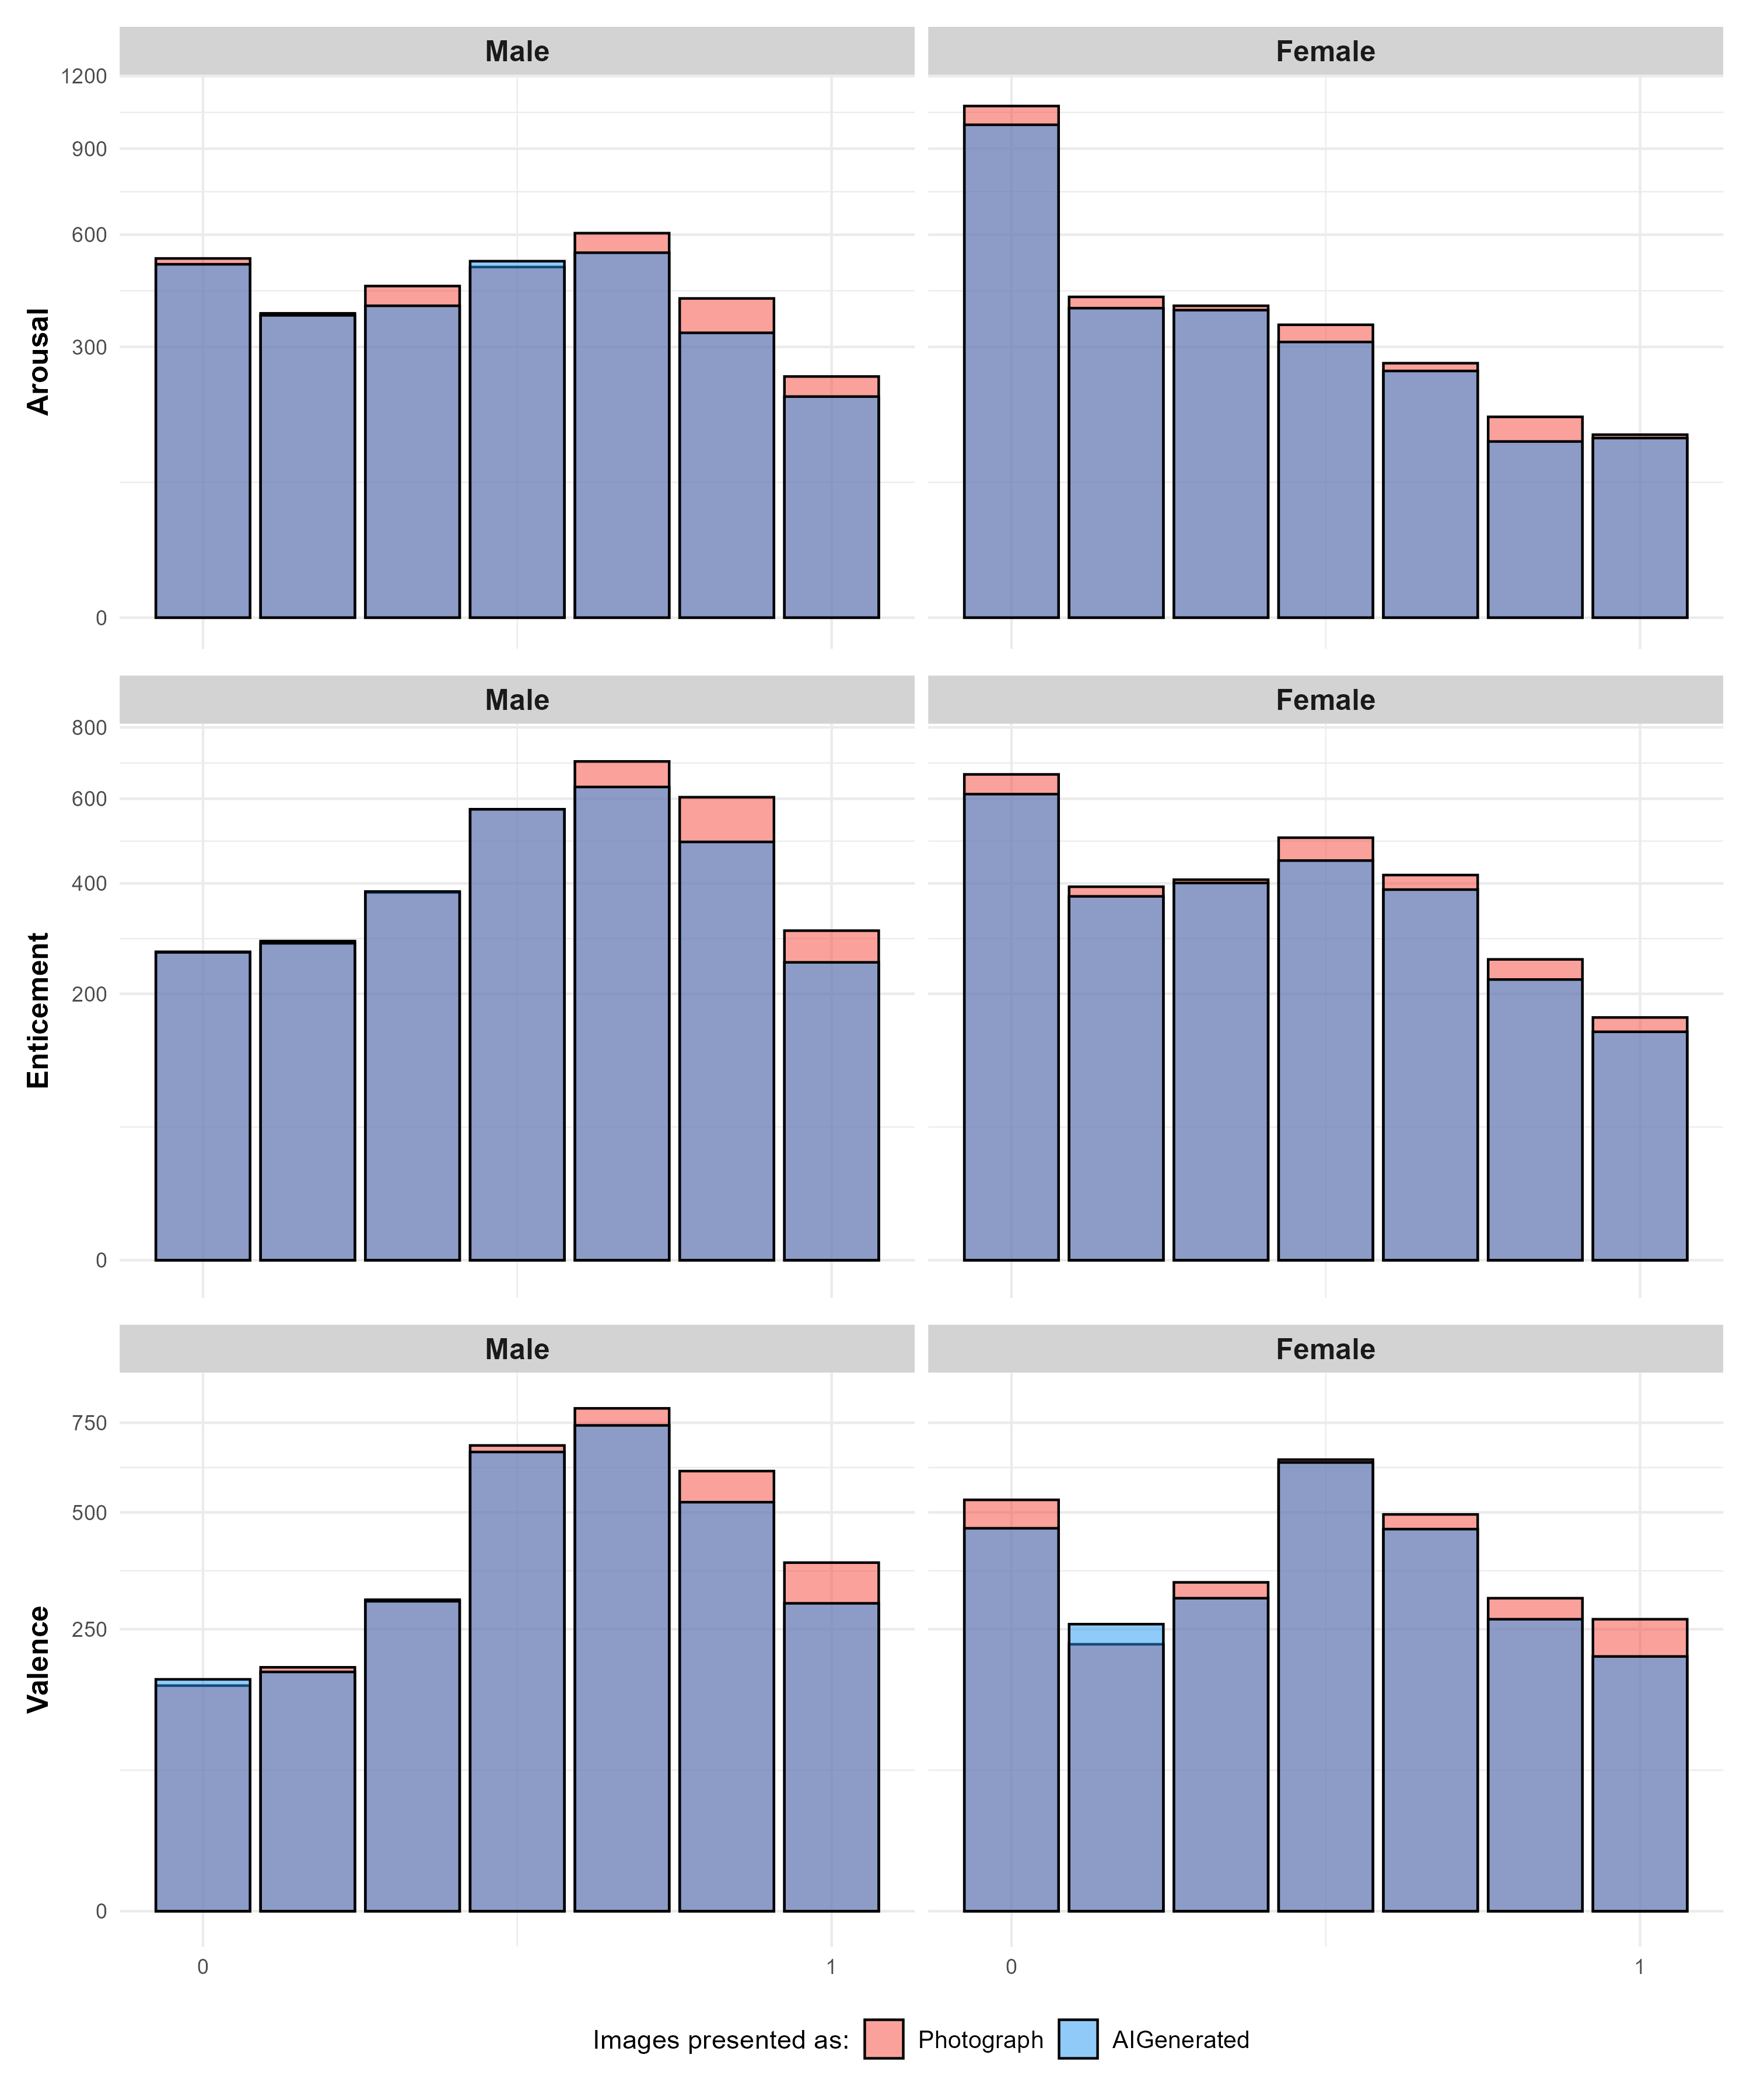 Male Female
1200
900
600
300
0
Arousal
Male Female
800
600
400
200
0
Enticement
Male Female
750
500
250
0
Valence
0 1 0 1
Images presented as: Photograph AIGenerated